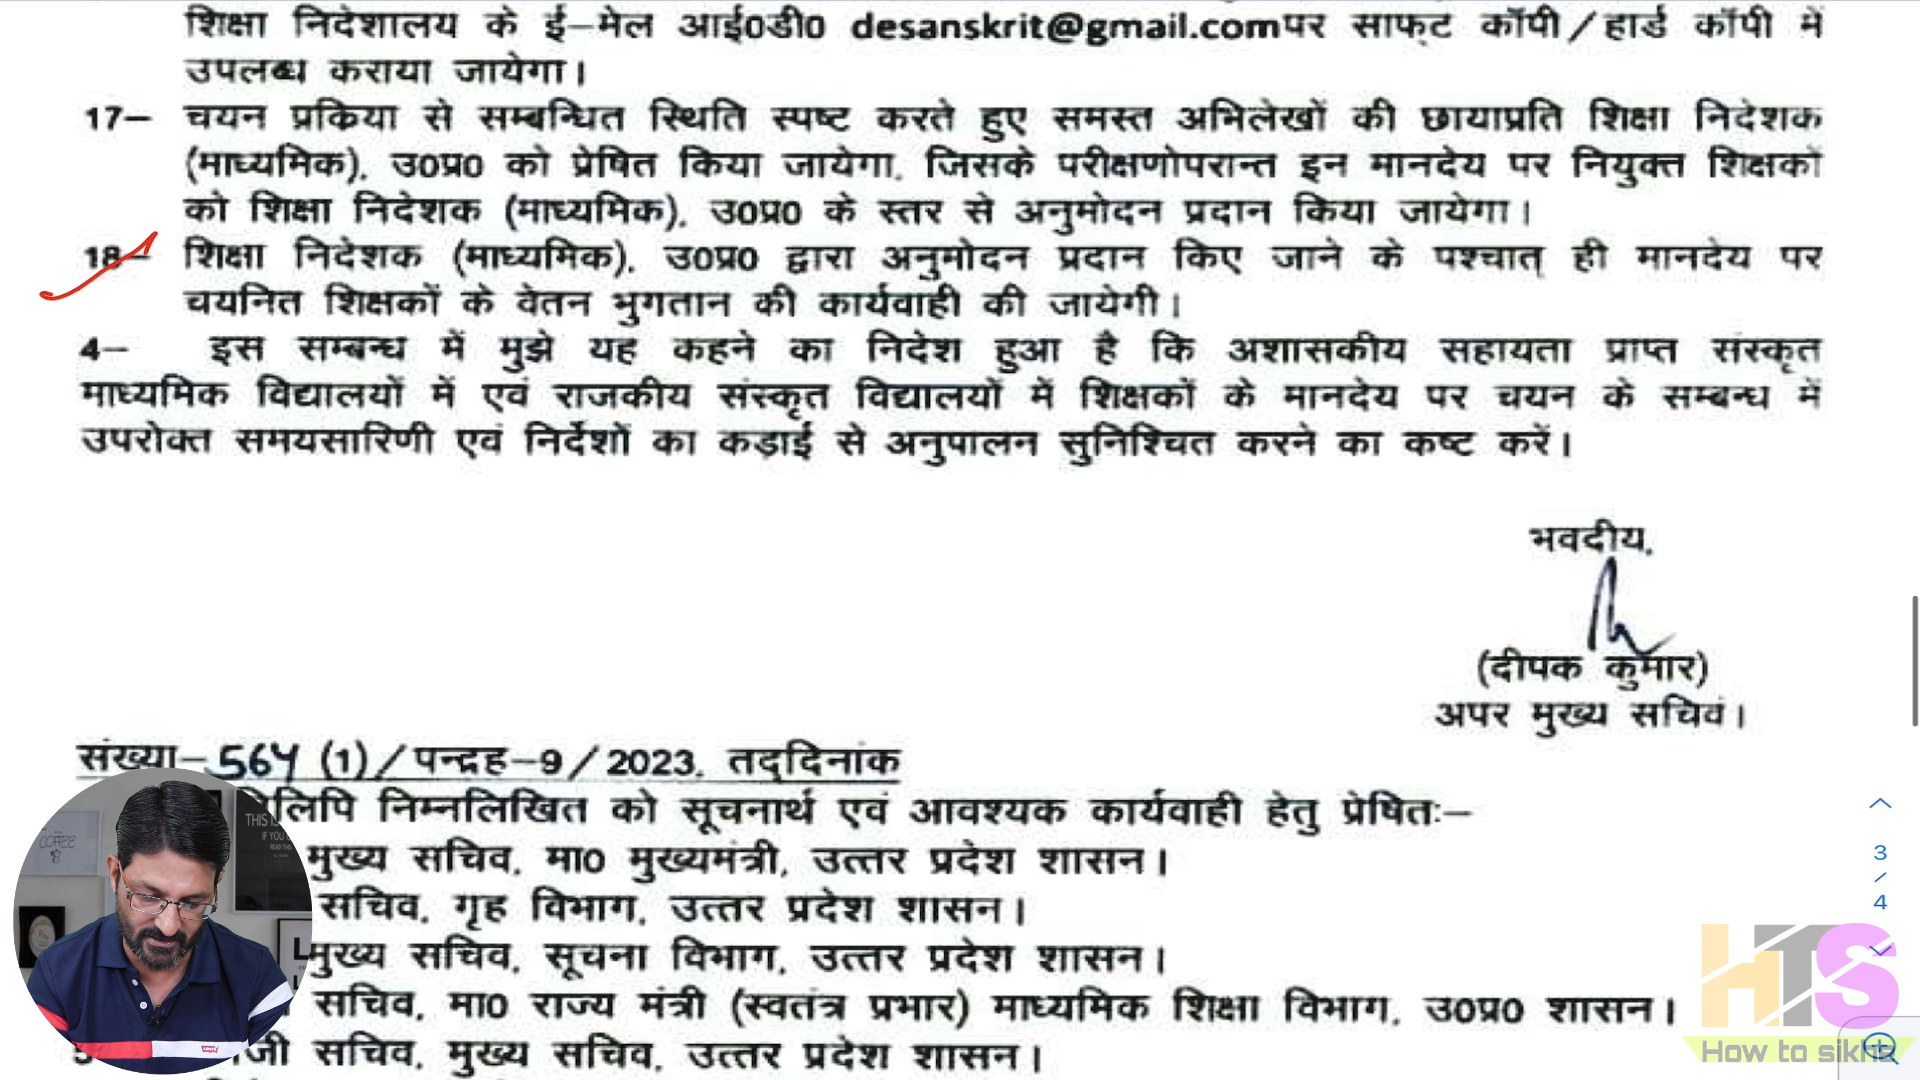 शिक्षा निदेशालय के ई–मेल आई0डी0 desanskrit@gmail.comपर साफ्ट कॉपी/हार्ड कॉपी में
उपलब्ध कराया जायेगा।
17– चयन प्रकिया से सम्बन्धित स्थिति स्पष्ट करते हुए समस्त अभिलेखों की छायाप्रति शिक्षा निदेशक
(माध्यमिक), उ0प्र0 को प्रेषित किया जायेगा, जिसके परीक्षणोपरान्त इन मानदेय पर नियुक्त शिक्षकों
को शिक्षा निदेशक (माध्यमिक), उ0प्र0 के स्तर से अनुमोदन प्रदान किया जायेगा।
18– शिक्षा निदेशक (माध्यमिक), उ0प्र0 द्वारा अनुमोदन प्रदान किए जाने के पश्चात् ही मानदेय पर
चयनित शिक्षकों के वेतन भुगतान की कार्यवाही की जायेगी।
4– इस सम्बन्ध में मुझे यह कहने का निदेश हुआ है कि अशासकीय सहायता प्राप्त संस्कृत
माध्यमिक विद्यालयों में एवं राजकीय संस्कृत विद्यालयों में शिक्षकों के मानदेय पर चयन के सम्बन्ध में
उपरोक्त समयसारिणी एवं निर्देशों का कड़ाई से अनुपालन सुनिश्चित करने का कष्ट करें।
भवदीय,
(दीपक कुमार)
अपर मुख्य सचिव।
संख्या–564 (1)/पन्द्रह–9/2023, तद्दिनांक
निम्नलिखित को सूचनार्थ एवं आवश्यक कार्यवाही हेतु प्रेषितः–
मुख्य सचिव, मा0 मुख्यमंत्री, उत्तर प्रदेश शासन।
सचिव, गृह विभाग, उत्तर प्रदेश शासन।
मुख्य सचिव, सूचना विभाग, उत्तर प्रदेश शासन।
सचिव, मा0 राज्य मंत्री (स्वतंत्र प्रभार) माध्यमिक शिक्षा विभाग, उ0प्र0 शासन।
सचिव, मुख्य सचिव, उत्तर प्रदेश शासन।
3
/
4
HTS
How to sikhe
COFFEE